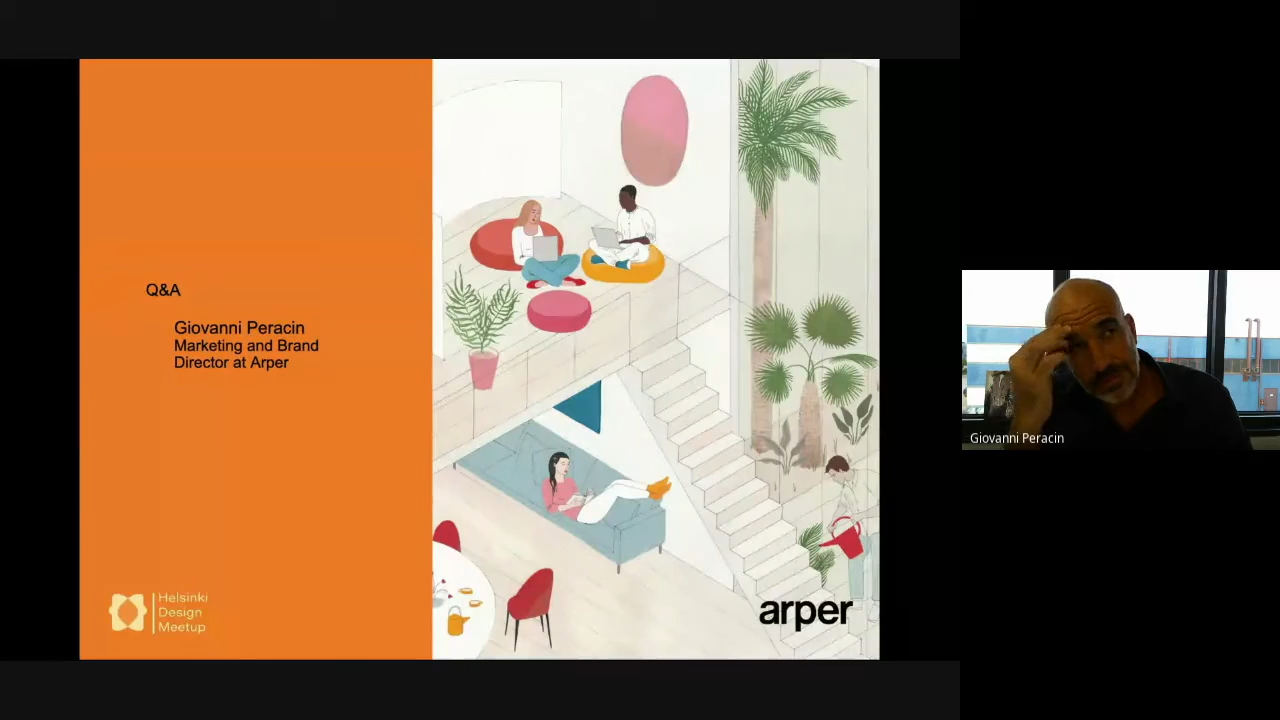 Q&A
Giovanni Peracin
Marketing and Brand
Director at Arper
Helsinki
Design
Meetup
arper
Giovanni Peracin